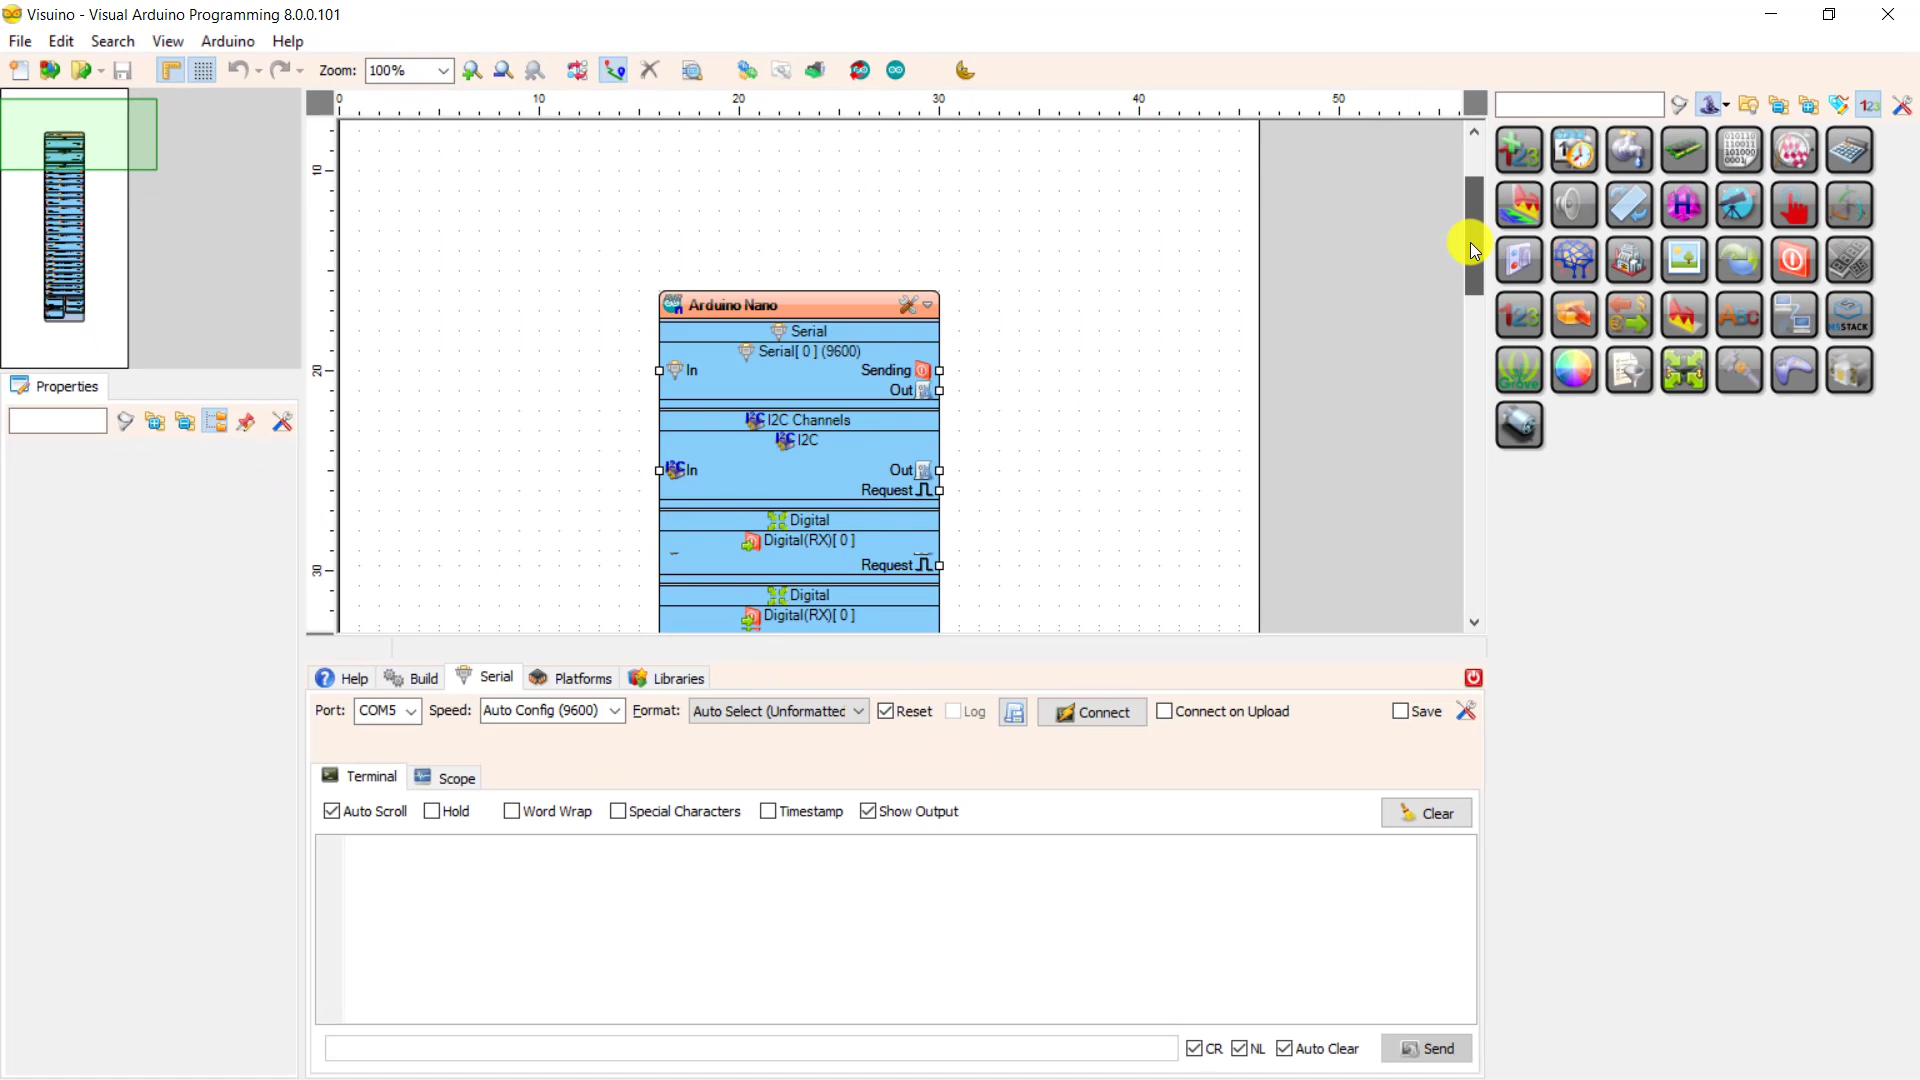 Visuino - Visual Arduino Programming 8.0.0.101
File Edit Search View Arduino Help
Zoom: 100%
0 10 20 30 40 50
10
20
30
Arduino Nano
Serial
Serial[ 0 ] (9600)
In Sending
Out
I2C Channels
I2C
In Out
Request
Digital
Digital(RX)[ 0 ]
Request
Digital
Digital(RX)[ 0 ]
Properties
Help Build Serial Platforms Libraries
Port: COM5 Speed: Auto Config (9600) Format: Auto Select (Unformatted Reset Log Connect Connect on Upload Save
Terminal Scope
Auto Scroll Hold Word Wrap Special Characters Timestamp Show Output Clear
CR NL Auto Clear Send